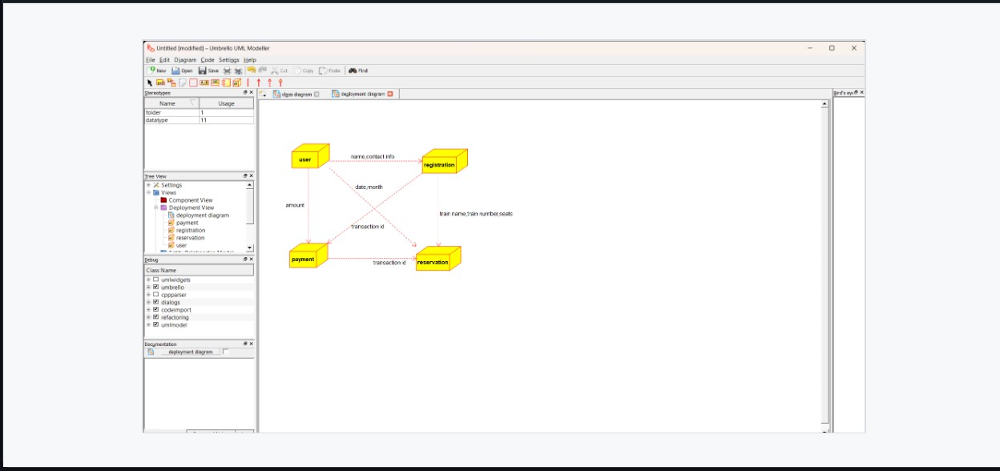 Untitled [modified] – Umbrello UML Modeller
File Edit Diagram Code Settings Help
New Open Save Cut Copy Paste Find
Stereotypes
Name Usage
folder 1
datatype 11
Tree View
Settings
Views
Component View
Deployment View
deployment diagram
payment
registration
reservation
user
Debug
Class Name
umlwidgets
umbrello
cppparser
dialogs
codeimport
refactoring
umlmodel
Documentation
deployment diagram
class diagram deployment diagram
user
name,contact info
registration
date,month
amount
train name,train number,seats
transaction id
payment
transaction id
reservation
Bird's eye